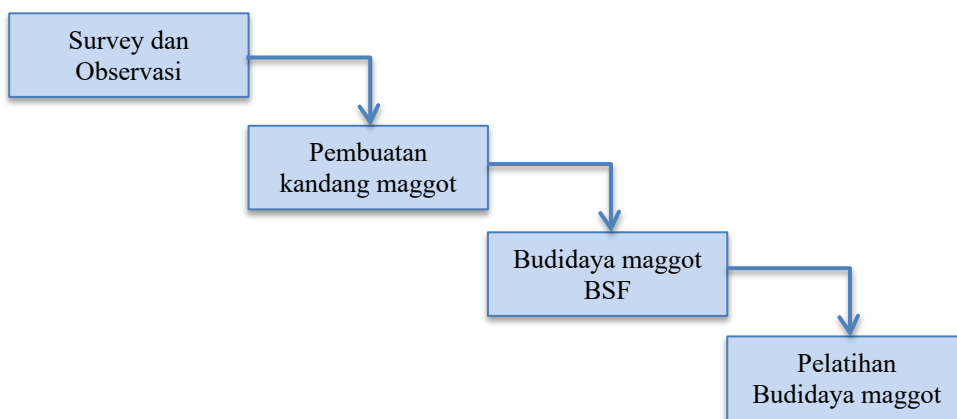 Survey dan
Observasi
Pembuatan
kandang maggot
Budidaya maggot
BSF
Pelatihan
Budidaya maggot